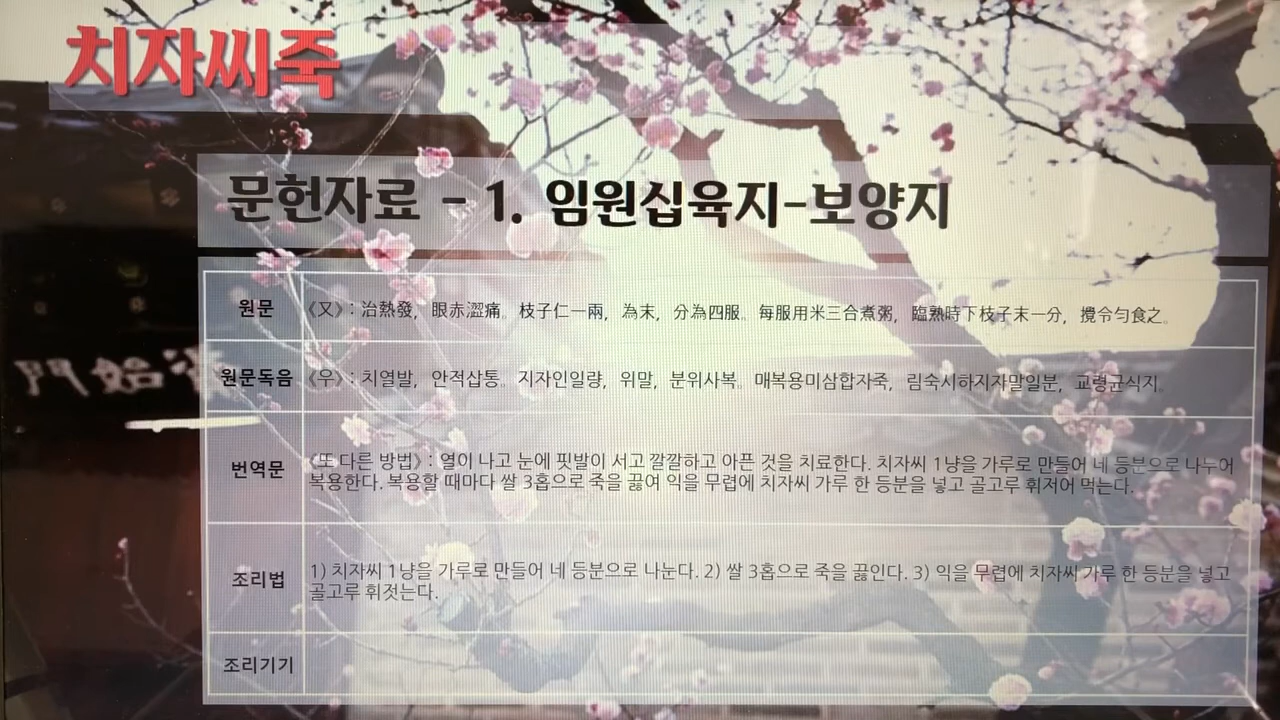 치자씨죽
문헌자료 - 1. 임원십육지-보양지
원문
《又》: 治熱發, 眼赤澀痛。 枝子仁一兩, 為末, 分為四服。 每服用米三合煮粥, 臨熟時下枝子末一分, 攪令勻食之。
원문독음
《우》: 치열발, 안적삽통。 지자인일량, 위말, 분위사복。 매복용미삼합자죽, 림숙시하지자말일분, 교령균식지。
번역문
《또 다른 방법》: 열이 나고 눈에 핏발이 서고 깔깔하고 아픈 것을 치료한다. 치자씨 1냥을 가루로 만들어 네 등분으로 나누어
복용한다. 복용할 때마다 쌀 3홉으로 죽을 끓여 익을 무렵에 치자씨 가루 한 등분을 넣고 골고루 휘저어 먹는다.
조리법
1) 치자씨 1냥을 가루로 만들어 네 등분으로 나눈다. 2) 쌀 3홉으로 죽을 끓인다. 3) 익을 무렵에 치자씨 가루 한 등분을 넣고
골고루 휘젓는다.
조리기기